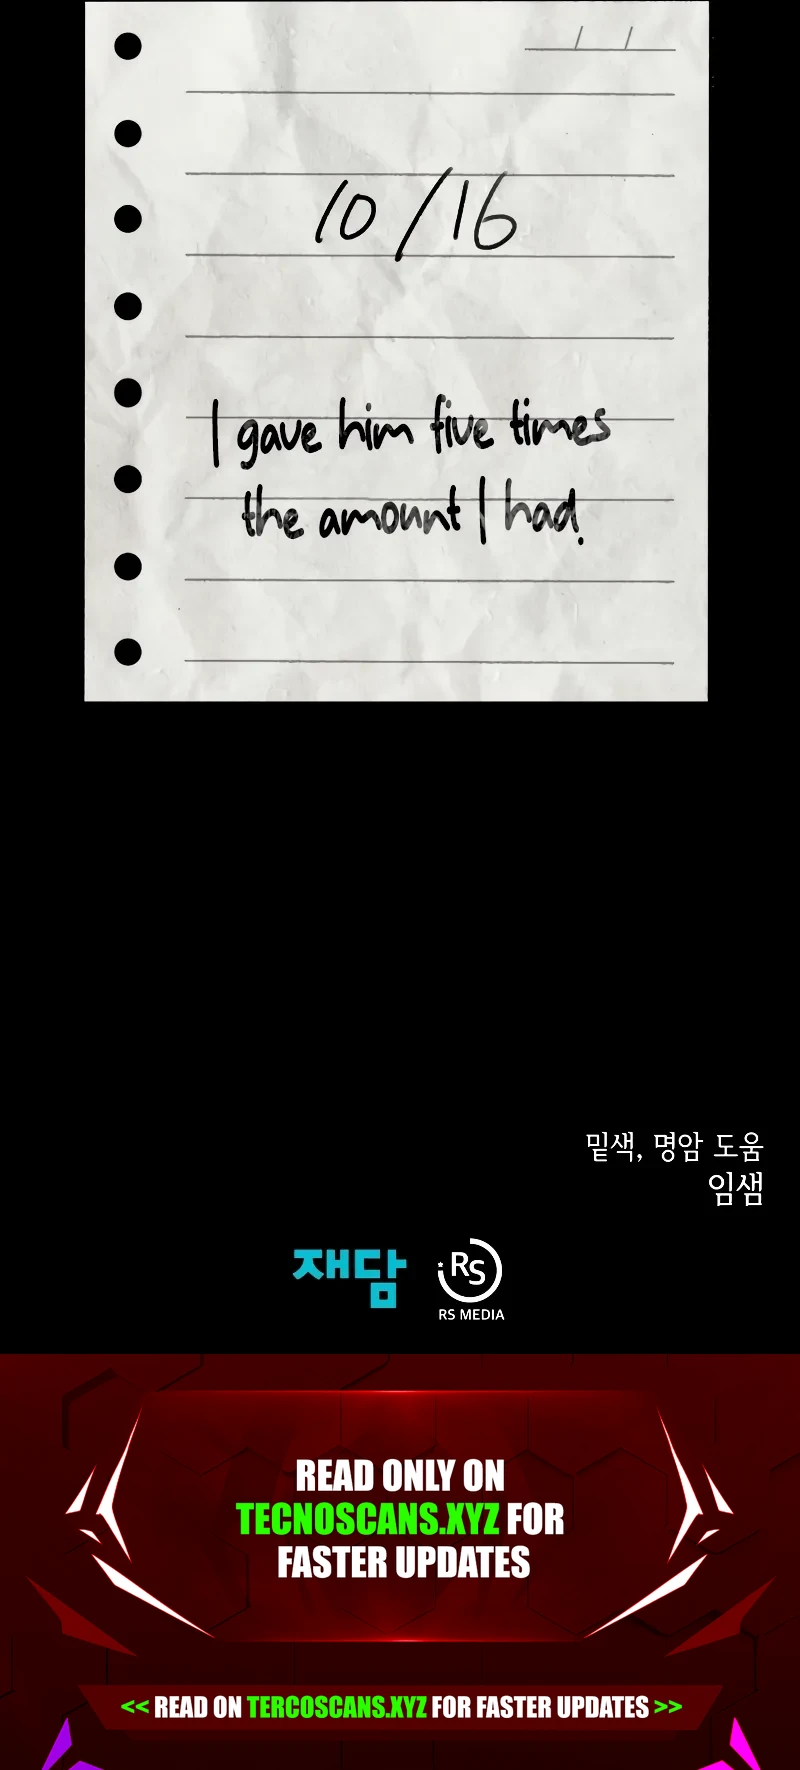 / /
10/16
I gave him five times
the amount I had.
밑색, 명암 도움
임샘
재담
RS
RS MEDIA
READ ONLY ON
TECNOSCANS.XYZ FOR
FASTER UPDATES
<< READ ON TERCOSCANS.XYZ FOR FASTER UPDATES >>